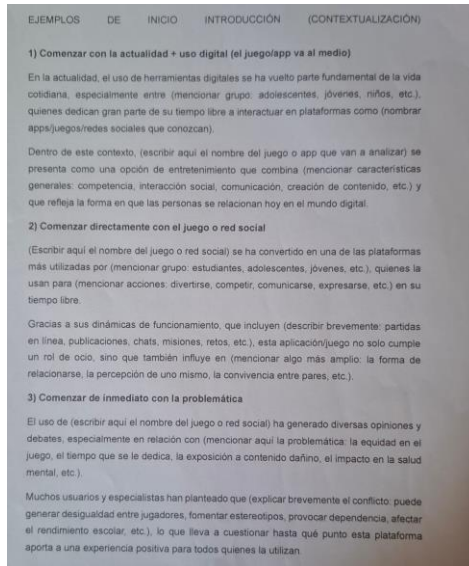 EJEMPLOS DE INICIO INTRODUCCIÓN (CONTEXTUALIZACIÓN)
1) Comenzar con la actualidad + uso digital (el juego/app va al medio)
En la actualidad, el uso de herramientas digitales se ha vuelto parte fundamental de la vida
cotidiana, especialmente entre (mencionar grupo: adolescentes, jóvenes, niños, etc.),
quienes dedican gran parte de su tiempo libre a interactuar en plataformas como (nombrar
apps/juegos/redes sociales que conozcan).
Dentro de este contexto, (escribir aquí el nombre del juego o app que van a analizar) se
presenta como una opción de entretenimiento que combina (mencionar características
generales: competencia, interacción social, comunicación, creación de contenido, etc.) y
que refleja la forma en que las personas se relacionan hoy en el mundo digital.
2) Comenzar directamente con el juego o red social
(Escribir aquí el nombre del juego o red social) se ha convertido en una de las plataformas
más utilizadas por (mencionar grupo: estudiantes, adolescentes, jóvenes, etc.), quienes la
usan para (mencionar acciones: divertirse, competir, comunicarse, expresarse, etc.) en su
tiempo libre.
Gracias a sus dinámicas de funcionamiento, que incluyen (describir brevemente: partidas
en línea, publicaciones, chats, misiones, retos, etc.), esta aplicación/juego no solo cumple
un rol de ocio, sino que también influye en (mencionar algo más amplio: la forma de
relacionarse, la percepción de uno mismo, la convivencia entre pares, etc.).
3) Comenzar de inmediato con la problemática
El uso de (escribir aquí el nombre del juego o red social) ha generado diversas opiniones y
debates, especialmente en relación con (mencionar aquí la problemática: la equidad en el
juego, el tiempo que se le dedica, la exposición a contenido dañino, el impacto en la salud
mental, etc.).
Muchos usuarios y especialistas han planteado que (explicar brevemente el conflicto: puede
generar desigualdad entre jugadores, fomentar estereotipos, provocar dependencia, afectar
el rendimiento escolar, etc.), lo que lleva a cuestionar hasta qué punto esta plataforma
aporta a una experiencia positiva para todos quienes la utilizan.